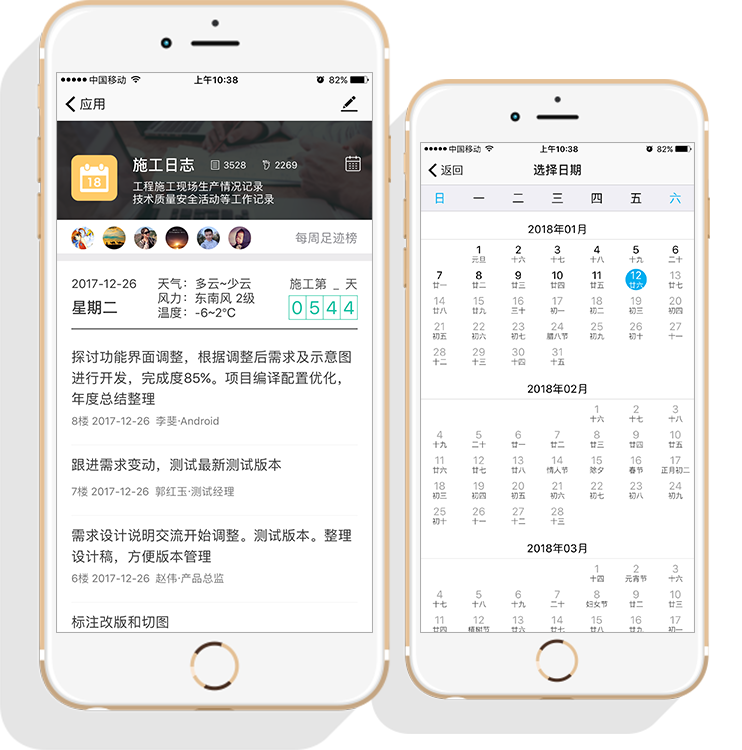 中国移动 上午10:38 82%
应用
18
施工日志 3528 2269
工程施工现场生产情况记录
技术质量安全活动等工作记录
每周足迹榜
2017-12-26
星期二
天气: 多云~少云
风力: 东南风 2级
温度: -6~2℃
施工第 _ 天
0544
探讨功能界面调整，根据调整后需求及示意图
进行开发，完成度85%。项目编译配置优化，
年度总结整理
8楼 2017-12-26 李斐·Android
跟进需求变动，测试最新测试版本
7楼 2017-12-26 郭红玉·测试经理
需求设计说明交流开始调整。测试版本。整理
设计稿，方便版本管理
6楼 2017-12-26 赵伟·产品总监
标注改版和切图
中国移动 上午10:38 82%
返回 选择日期
日 一 二 三 四 五 六
2018年01月
1 2 3 4 5 6
元旦 十六 十七 十八 十九 二十
7 8 9 10 11 12 13
廿一 廿二 廿三 廿四 廿五 廿六 廿七
14 15 16 17 18 19 20
廿八 廿九 三十 初一 初二 初三 初四
21 22 23 24 25 26 27
初五 初六 初七 腊八节 初九 初十 十一
28 29 30 31
十二 十三 十四 十五
2018年02月
1 2 3
十六 十七 十八
4 5 6 7 8 9 10
十九 二十 廿一 廿二 廿三 廿四 廿五
11 12 13 14 15 16 17
廿六 廿七 廿八 情人节 除夕 春节 正月初二
18 19 20 21 22 23 24
初三 初四 初五 初六 初七 初八 初九
25 26 27 28
初十 十一 十二 十三
2018年03月
1 2 3
十四 元宵节 十六
4 5 6 7 8 9 10
十七 十八 十九 二十 妇女节 廿二 廿三
11 12 13 14 15 16 17
廿四 植树节 廿六 廿七 廿八 廿九 初一